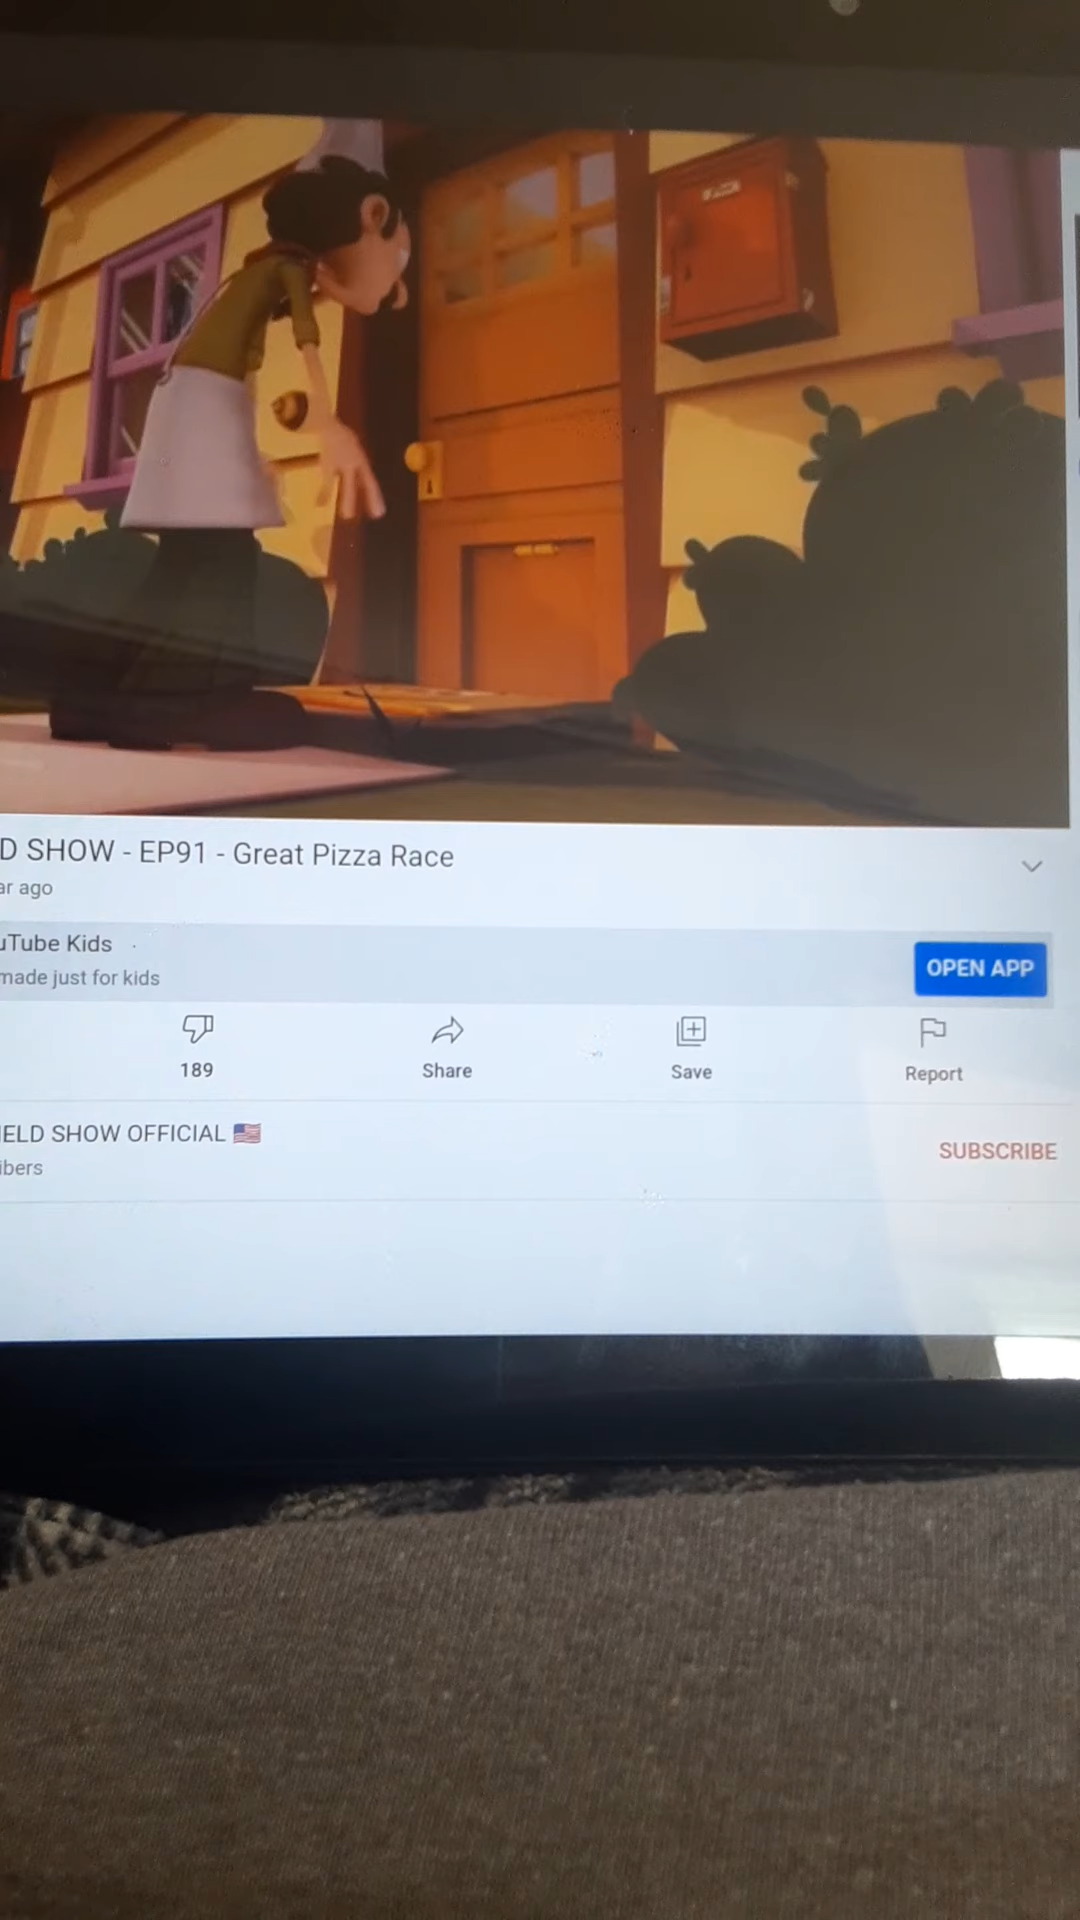 D SHOW - EP91 - Great Pizza Race
ar ago
uTube Kids
made just for kids
OPEN APP
189
Share
Save
Report
IELD SHOW OFFICIAL 🇺🇸
ibers
SUBSCRIBE